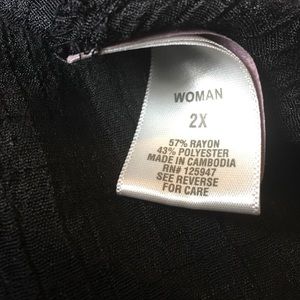 WOMAN
2X
57% RAYON
43% POLYESTER
MADE IN CAMBODIA
RN# 125947
SEE REVERSE
FOR CARE